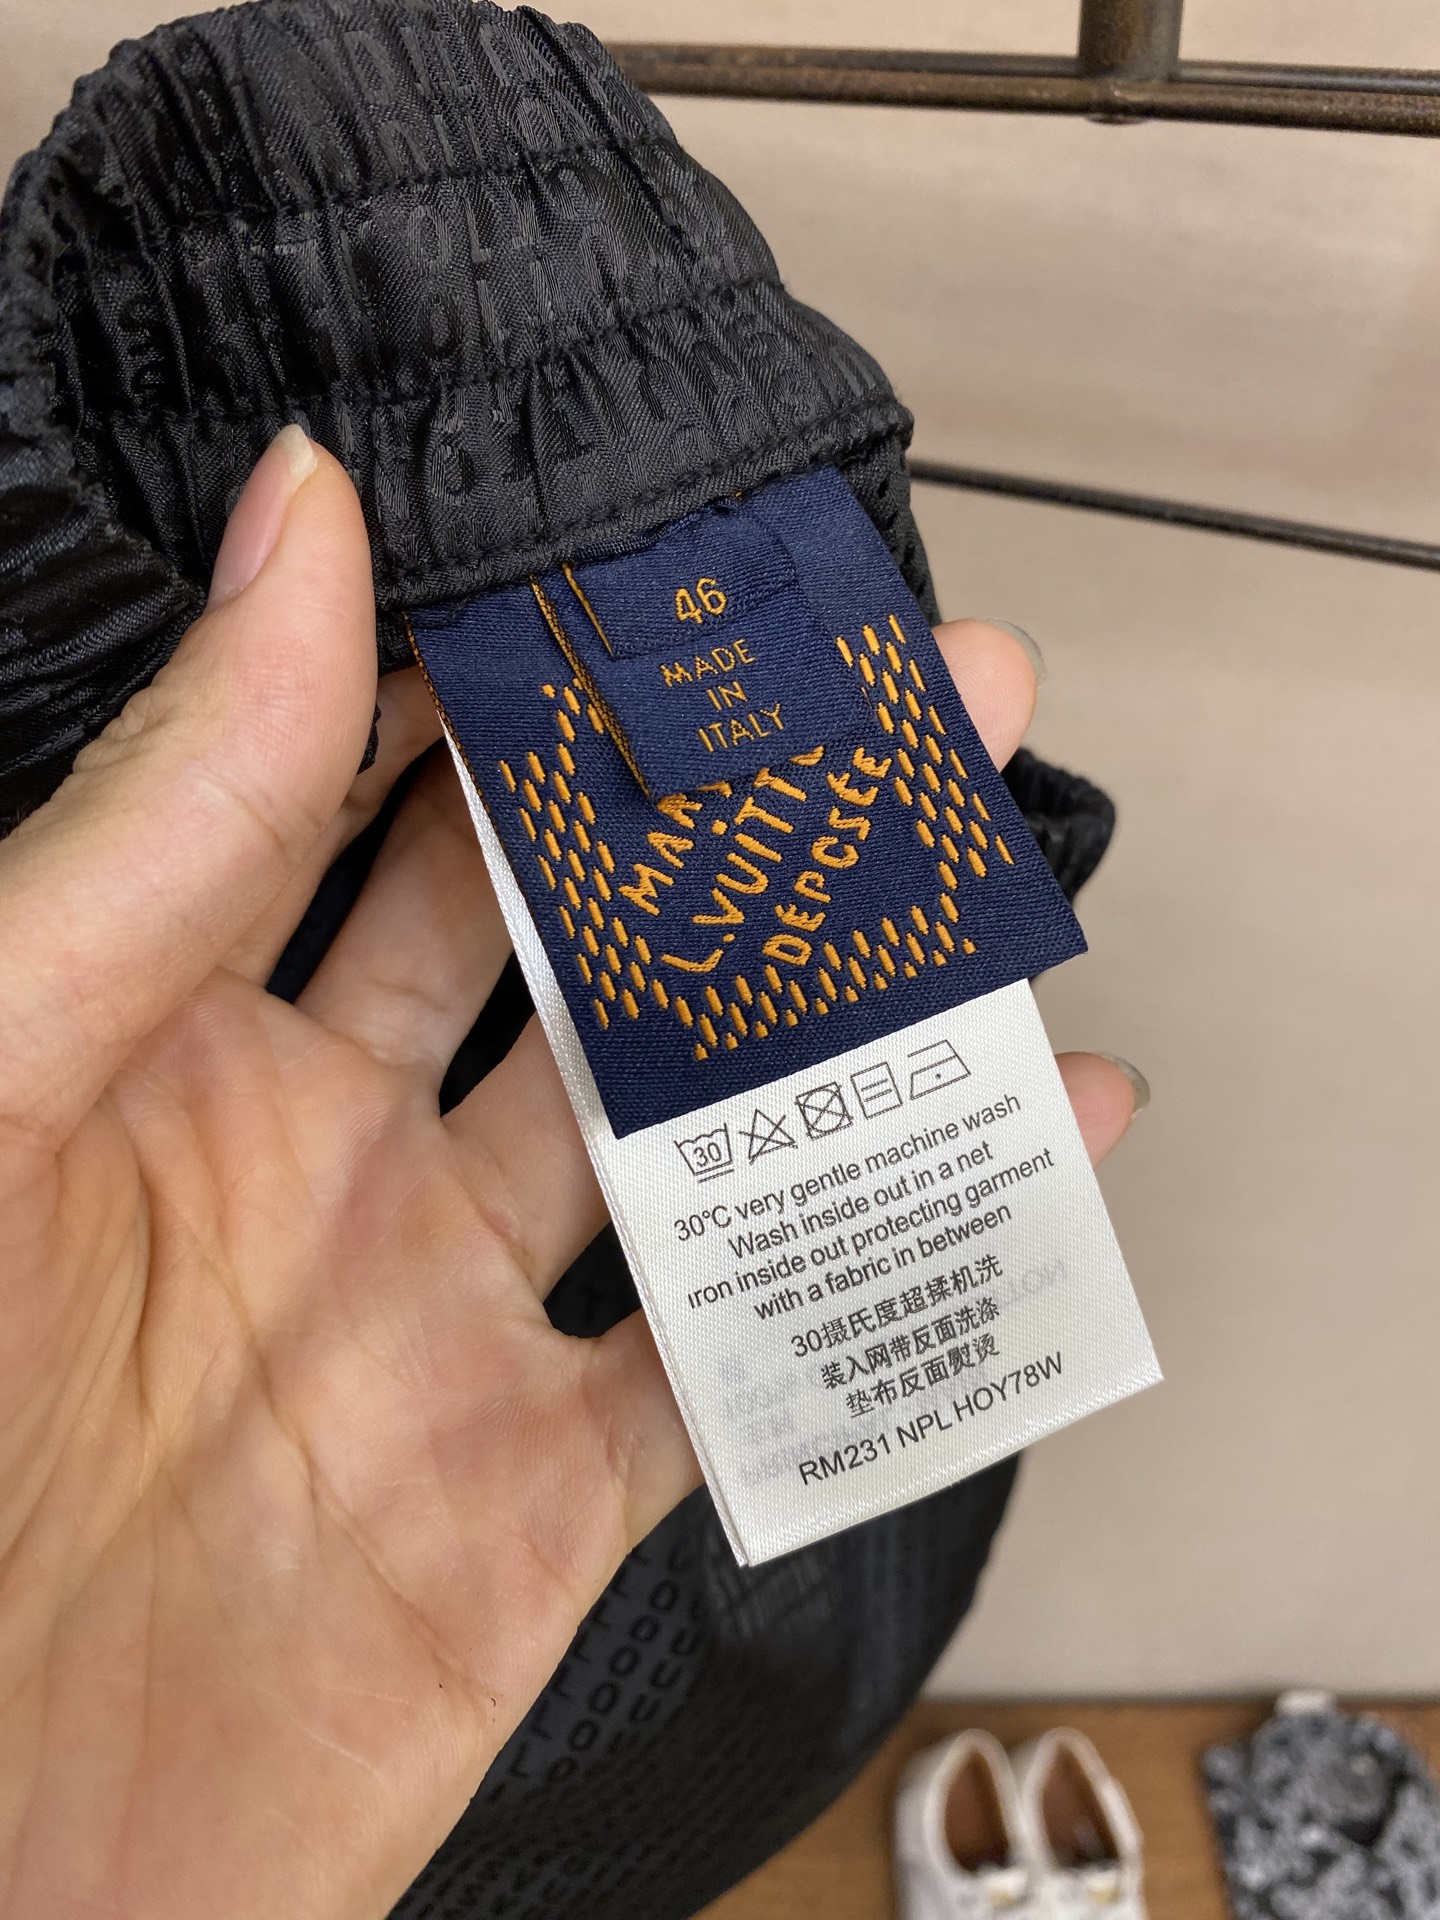 46
MADE
IN
ITALY
L.VUITT
DEPOSEE
30
30°C very gentle machine wash
Wash inside out in a net
iron inside out protecting garment
with a fabric in between
30摄氏度超揉机洗
装入网带反面洗涤
垫布反面熨烫
RM231 NPL HOY78W